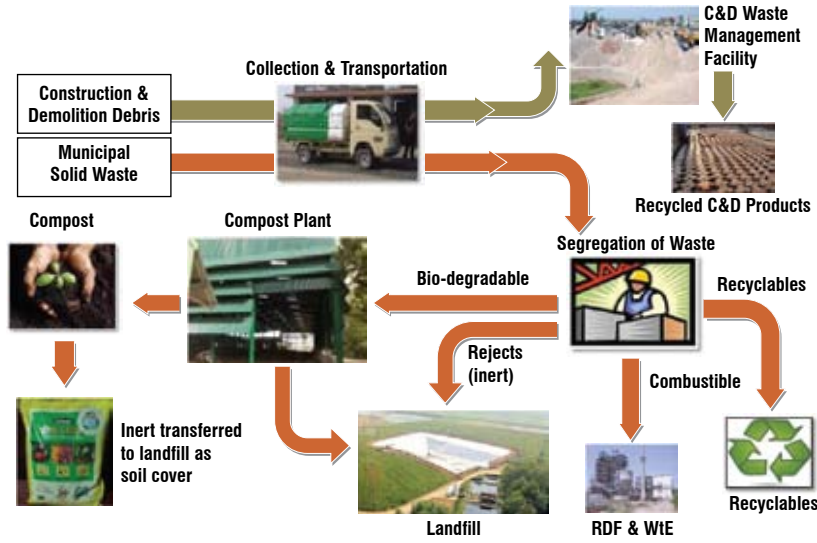 C&D Waste
Management
Facility
Collection & Transportation
Construction &
Demolition Debris
Municipal
Solid Waste
Recycled C&D Products
Compost
Compost Plant
Segregation of Waste
Bio-degradable
Recyclables
Rejects
(inert)
Combustible
Inert transferred
to landfill as
soil cover
Landfill
RDF & WtE
Recyclables